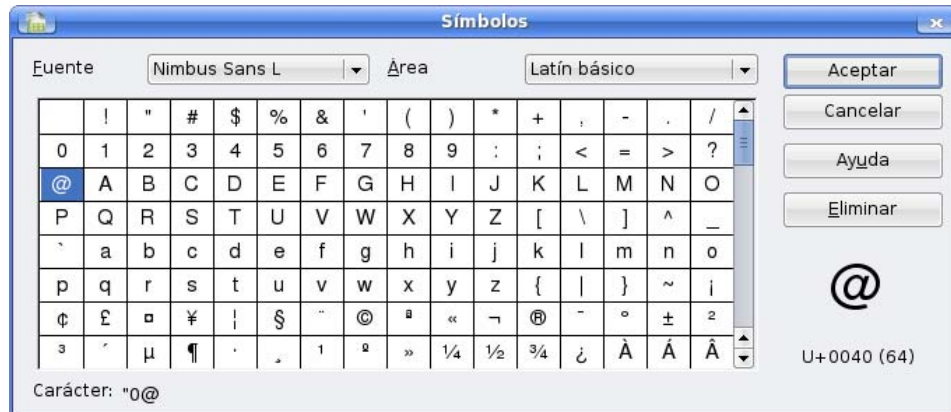 Símbolos
Fuente Nimbus Sans L Área Latín básico
Aceptar
Cancelar
Ayuda
Eliminar
! " # $ % & ' ( ) * + , - . /
0 1 2 3 4 5 6 7 8 9 : ; < = > ?
@ A B C D E F G H I J K L M N O
P Q R S T U V W X Y Z [ \ ] ^ _
` a b c d e f g h i j k l m n o
p q r s t u v w x y z { | } ~ ¡
¢ £ ¤ ¥ ¦ § ¨ © ª « ¬ ® ¯ ° ± ²
³ ´ µ ¶ · ¸ ¹ º » ¼ ½ ¾ ¿ À Á Â
@
U+0040 (64)
Carácter: "0@